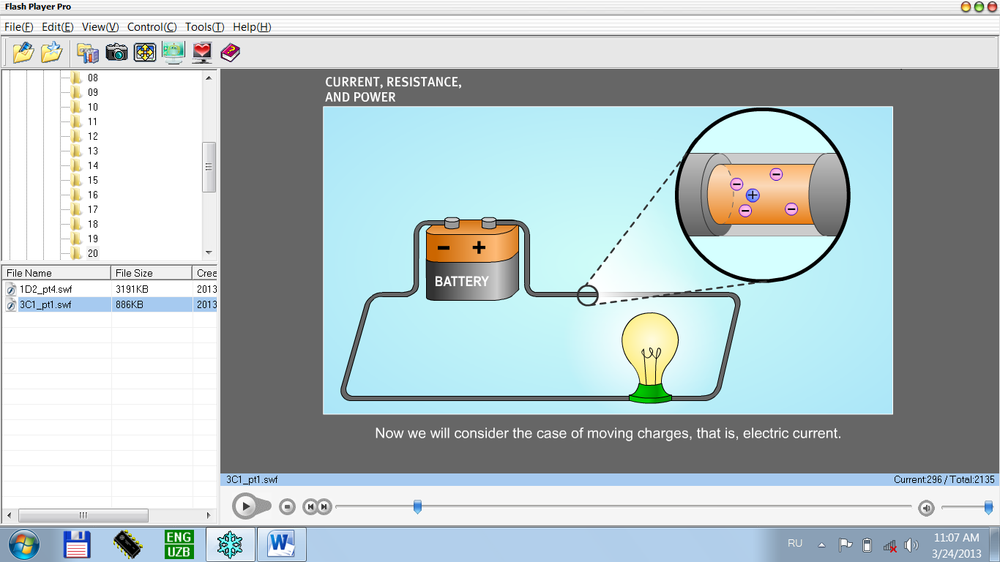 Flash Player Pro
File(F) Edit(E) View(V) Control(C) Tools(T) Help(H)
08
09
10
11
12
13
14
15
16
17
18
19
20
File Name File Size Cree
1D2_pt4.swf 3191KB 2013
3C1_pt1.swf 886KB 2013
CURRENT, RESISTANCE,
AND POWER
− +
BATTERY
− −
+
− −
Now we will consider the case of moving charges, that is, electric current.
3C1_pt1.swf Current:296 / Total:2135
ENG
UZB
W
RU
11:07 AM
3/24/2013